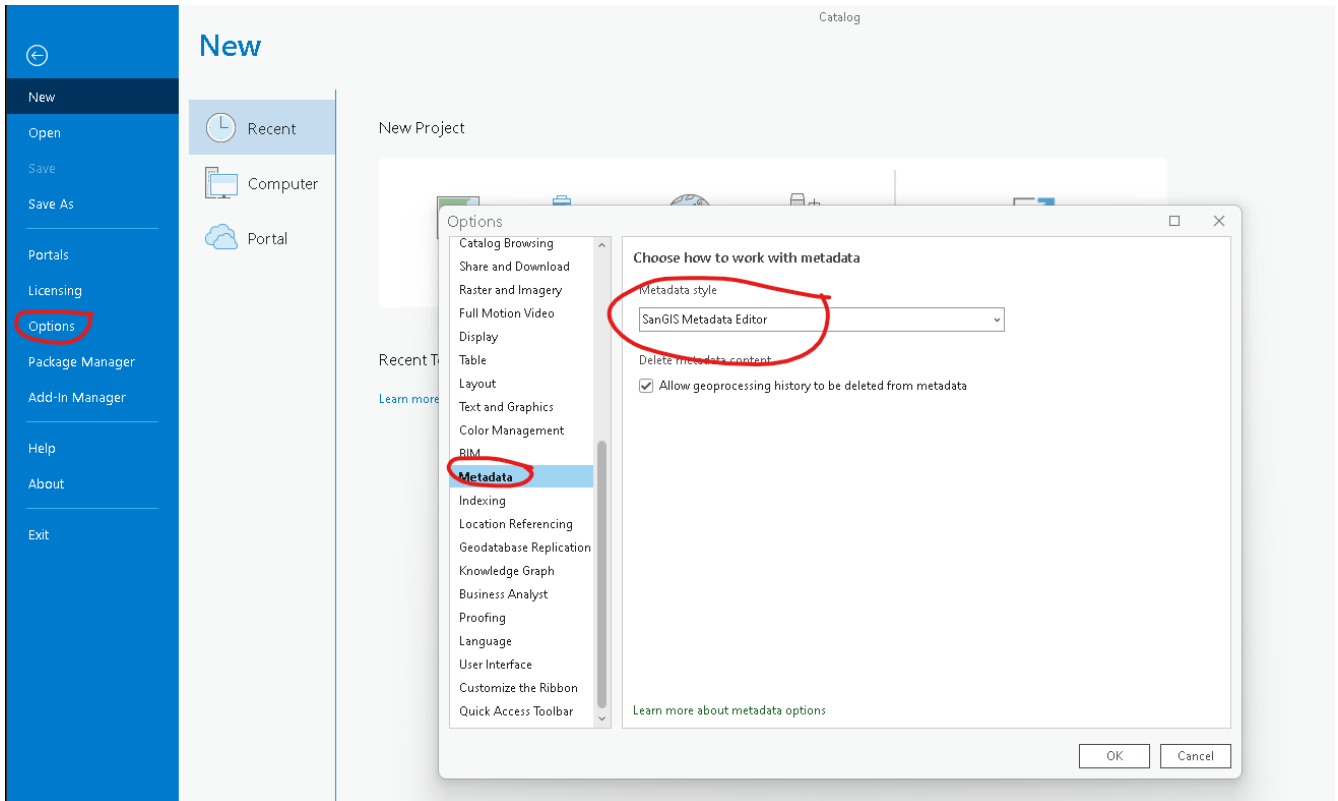 Catalog
New
New
Open
Save
Save As
Portals
Licensing
Options
Package Manager
Add-In Manager
Help
About
Exit
Recent
Computer
Portal
New Project
Recent T
Learn more
Options
Catalog Browsing
Share and Download
Raster and Imagery
Full Motion Video
Display
Table
Layout
Text and Graphics
Color Management
BIM
Metadata
Indexing
Location Referencing
Geodatabase Replication
Knowledge Graph
Business Analyst
Proofing
Language
User Interface
Customize the Ribbon
Quick Access Toolbar
Choose how to work with metadata
Metadata style
SanGIS Metadata Editor
Delete metadata content
Allow geoprocessing history to be deleted from metadata
Learn more about metadata options
OK
Cancel